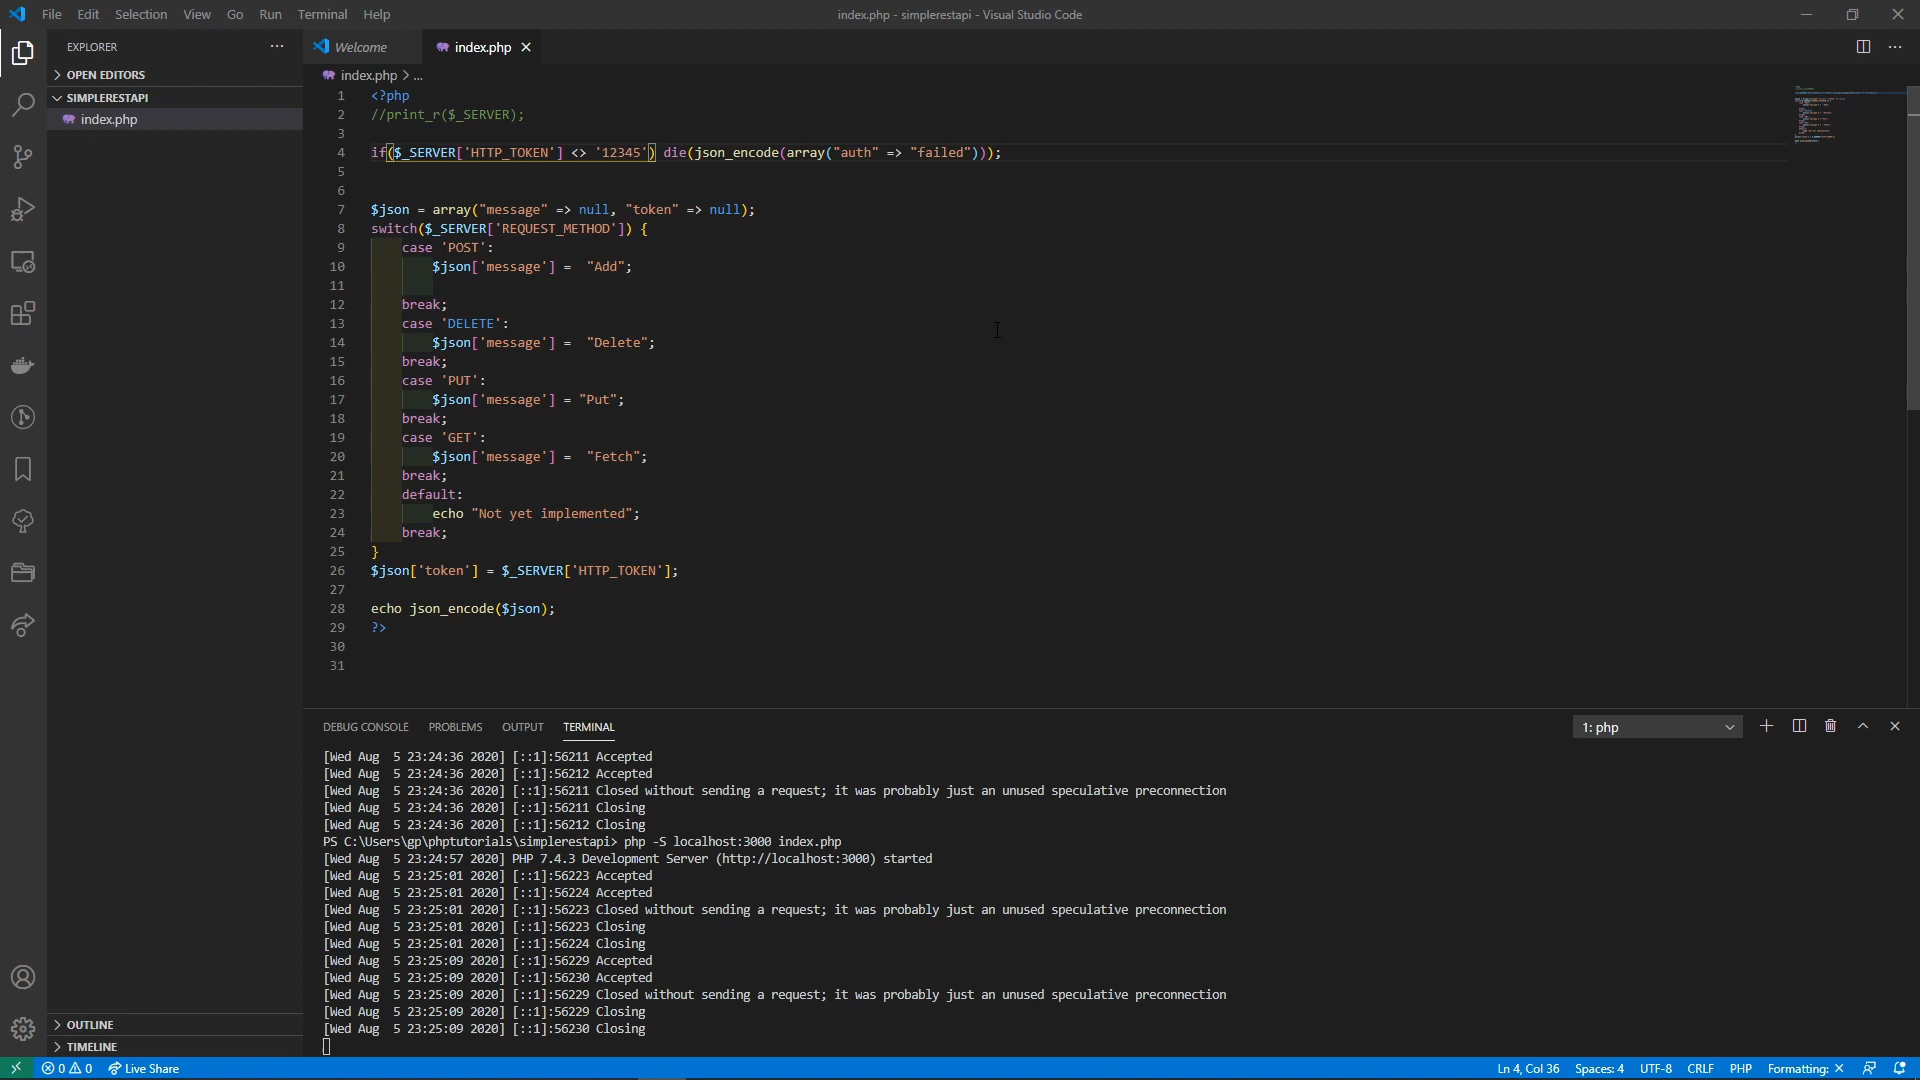 File Edit Selection View Go Run Terminal Help index.php - simplerestapi - Visual Studio Code
EXPLORER ...
OPEN EDITORS
SIMPLERESTAPI
index.php
Welcome index.php
index.php > ...
1 <?php
2 //print_r($_SERVER);
3
4 if($_SERVER['HTTP_TOKEN'] <> '12345') die(json_encode(array("auth" => "failed")));
5
6
7 $json = array("message" => null, "token" => null);
8 switch($_SERVER['REQUEST_METHOD']) {
9 case 'POST':
10 $json['message'] =  "Add";
11
12 break;
13 case 'DELETE':
14 $json['message'] =  "Delete";
15 break;
16 case 'PUT':
17 $json['message'] = "Put";
18 break;
19 case 'GET':
20 $json['message'] =  "Fetch";
21 break;
22 default:
23 echo "Not yet implemented";
24 break;
25 }
26 $json['token'] = $_SERVER['HTTP_TOKEN'];
27
28 echo json_encode($json);
29 ?>
30
31
DEBUG CONSOLE PROBLEMS OUTPUT TERMINAL 1: php
[Wed Aug  5 23:24:36 2020] [::1]:56211 Accepted
[Wed Aug  5 23:24:36 2020] [::1]:56212 Accepted
[Wed Aug  5 23:24:36 2020] [::1]:56211 Closed without sending a request; it was probably just an unused speculative preconnection
[Wed Aug  5 23:24:36 2020] [::1]:56211 Closing
[Wed Aug  5 23:24:36 2020] [::1]:56212 Closing
PS C:\Users\gp\phptutorials\simplerestapi> php -S localhost:3000 index.php
[Wed Aug  5 23:24:57 2020] PHP 7.4.3 Development Server (http://localhost:3000) started
[Wed Aug  5 23:25:01 2020] [::1]:56223 Accepted
[Wed Aug  5 23:25:01 2020] [::1]:56224 Accepted
[Wed Aug  5 23:25:01 2020] [::1]:56223 Closed without sending a request; it was probably just an unused speculative preconnection
[Wed Aug  5 23:25:01 2020] [::1]:56223 Closing
[Wed Aug  5 23:25:01 2020] [::1]:56224 Closing
[Wed Aug  5 23:25:09 2020] [::1]:56229 Accepted
[Wed Aug  5 23:25:09 2020] [::1]:56230 Accepted
[Wed Aug  5 23:25:09 2020] [::1]:56229 Closed without sending a request; it was probably just an unused speculative preconnection
[Wed Aug  5 23:25:09 2020] [::1]:56229 Closing
[Wed Aug  5 23:25:09 2020] [::1]:56230 Closing
OUTLINE
TIMELINE
0 0 Live Share Ln 4, Col 36 Spaces: 4 UTF-8 CRLF PHP Formatting: ×